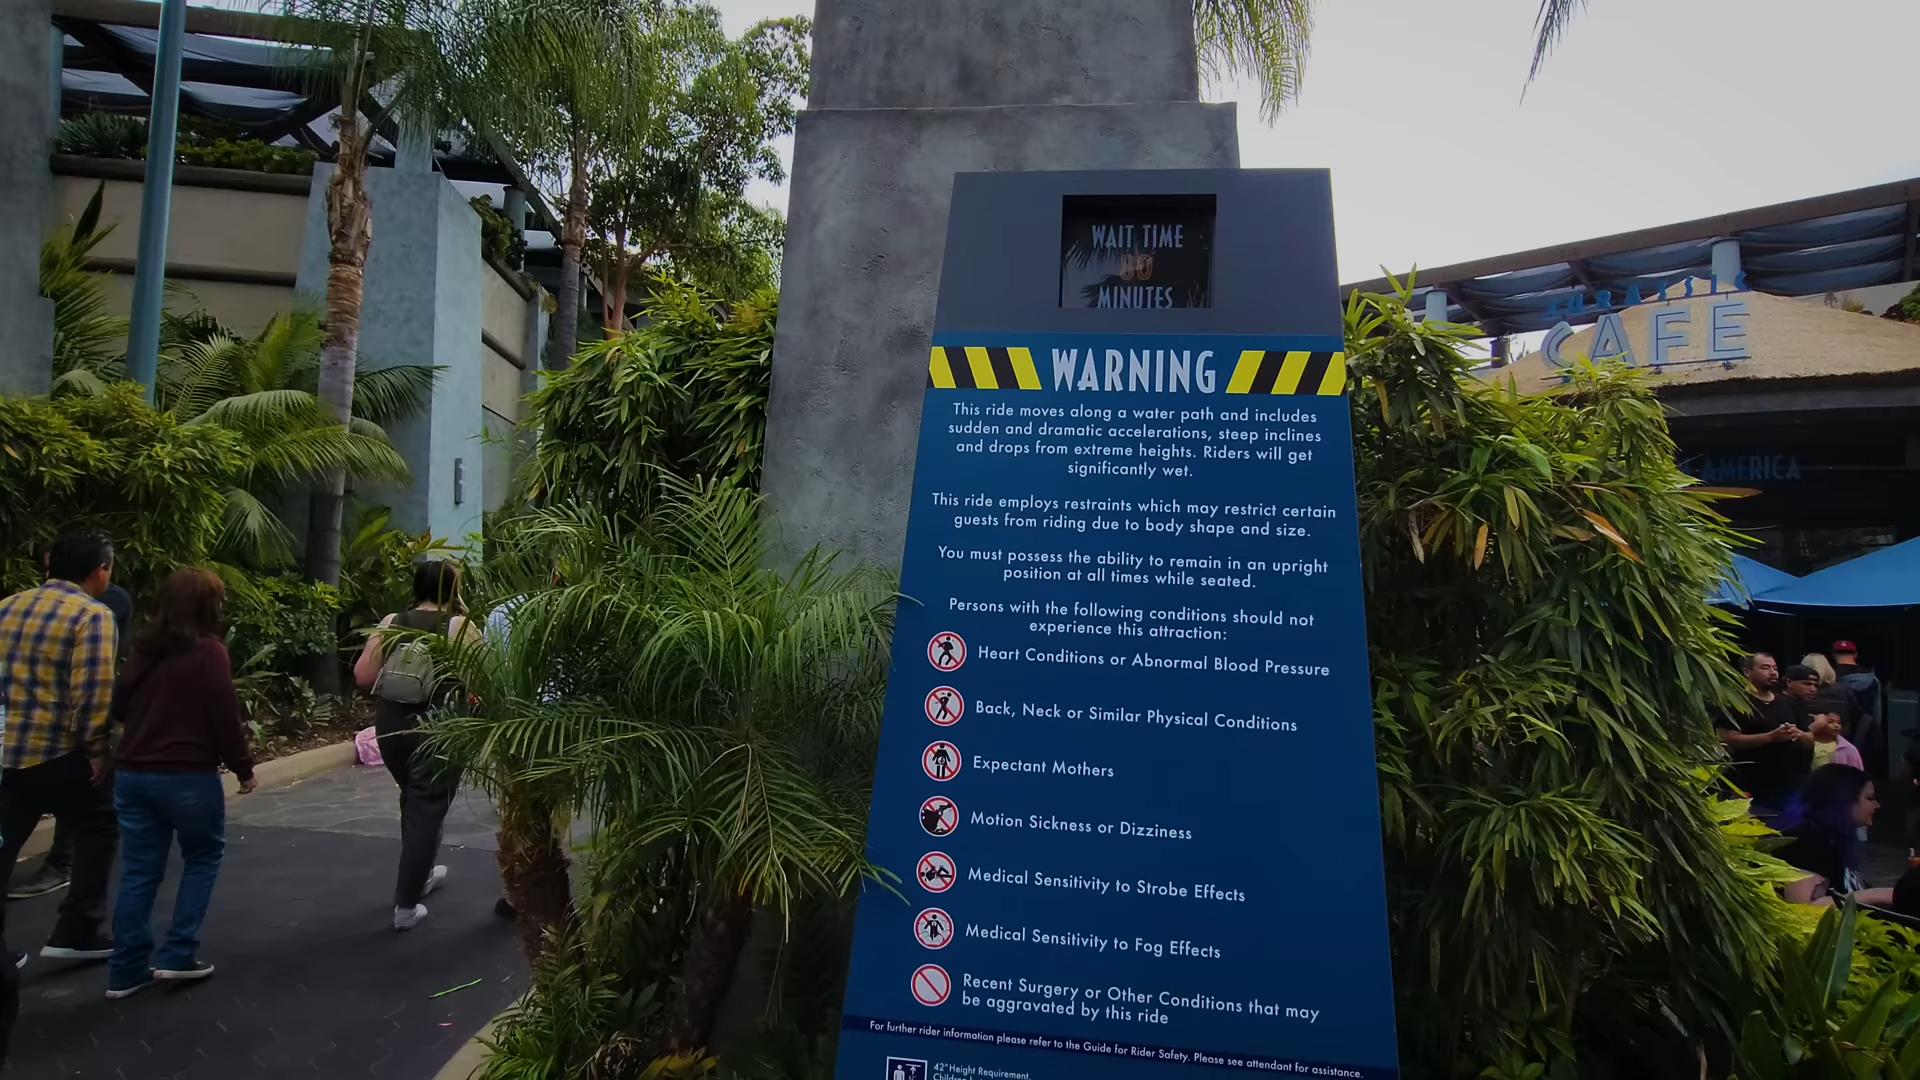 WAIT TIME
MINUTES
WARNING
This ride moves along a water path and includes
sudden and dramatic accelerations, steep inclines
and drops from extreme heights. Riders will get
significantly wet.
This ride employs restraints which may restrict certain
guests from riding due to body shape and size.
You must possess the ability to remain in an upright
position at all times while seated.
Persons with the following conditions should not
experience this attraction:
Heart Conditions or Abnormal Blood Pressure
Back, Neck or Similar Physical Conditions
Expectant Mothers
Motion Sickness or Dizziness
Medical Sensitivity to Strobe Effects
Medical Sensitivity to Fog Effects
Recent Surgery or Other Conditions that may
be aggravated by this ride
For further rider information please refer to the Guide for Rider Safety. Please see attendant for assistance.
42" Height Requirement.
JURASSIC
CAFE
AMERICA